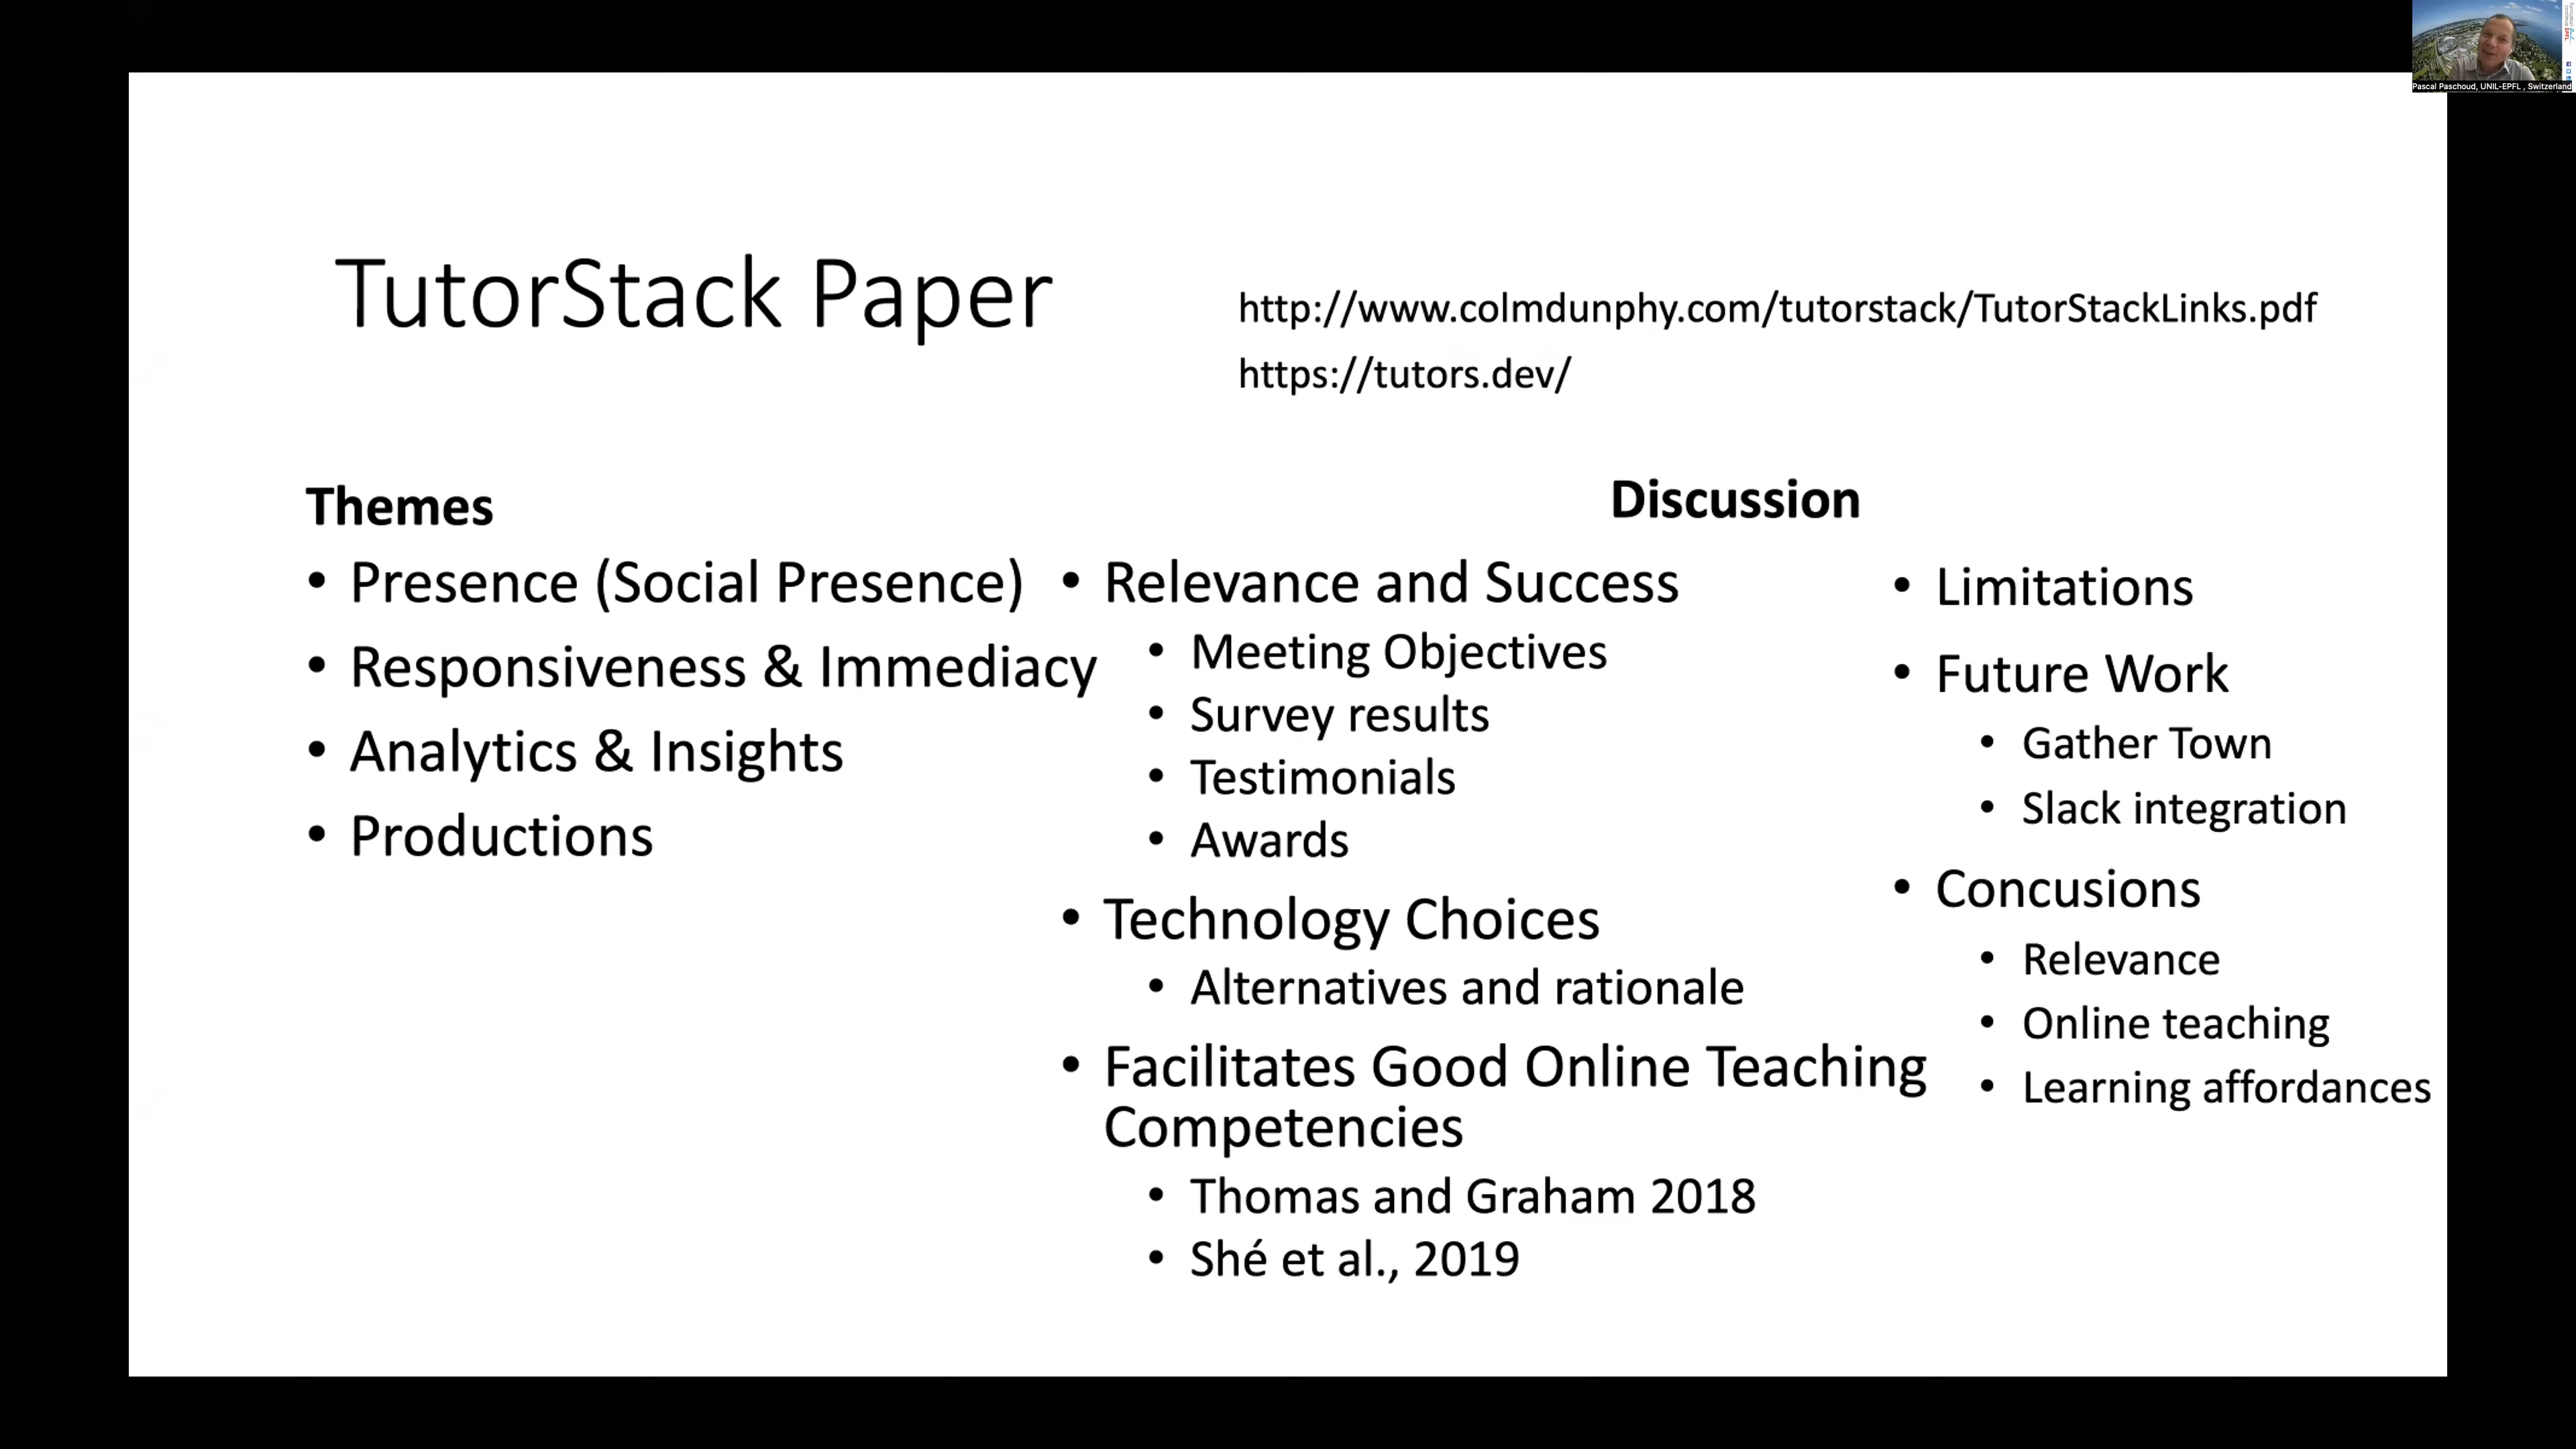 TutorStack Paper
http://www.colmdunphy.com/tutorstack/TutorStackLinks.pdf
https://tutors.dev/
Themes
• Presence (Social Presence)
• Responsiveness & Immediacy
• Analytics & Insights
• Productions
Discussion
• Relevance and Success
• Meeting Objectives
• Survey results
• Testimonials
• Awards
• Technology Choices
• Alternatives and rationale
• Facilitates Good Online Teaching
Competencies
• Thomas and Graham 2018
• Shé et al., 2019
• Limitations
• Future Work
• Gather Town
• Slack integration
• Concusions
• Relevance
• Online teaching
• Learning affordances
Pascal Paschoud, UNIL-EPFL , Switzerland